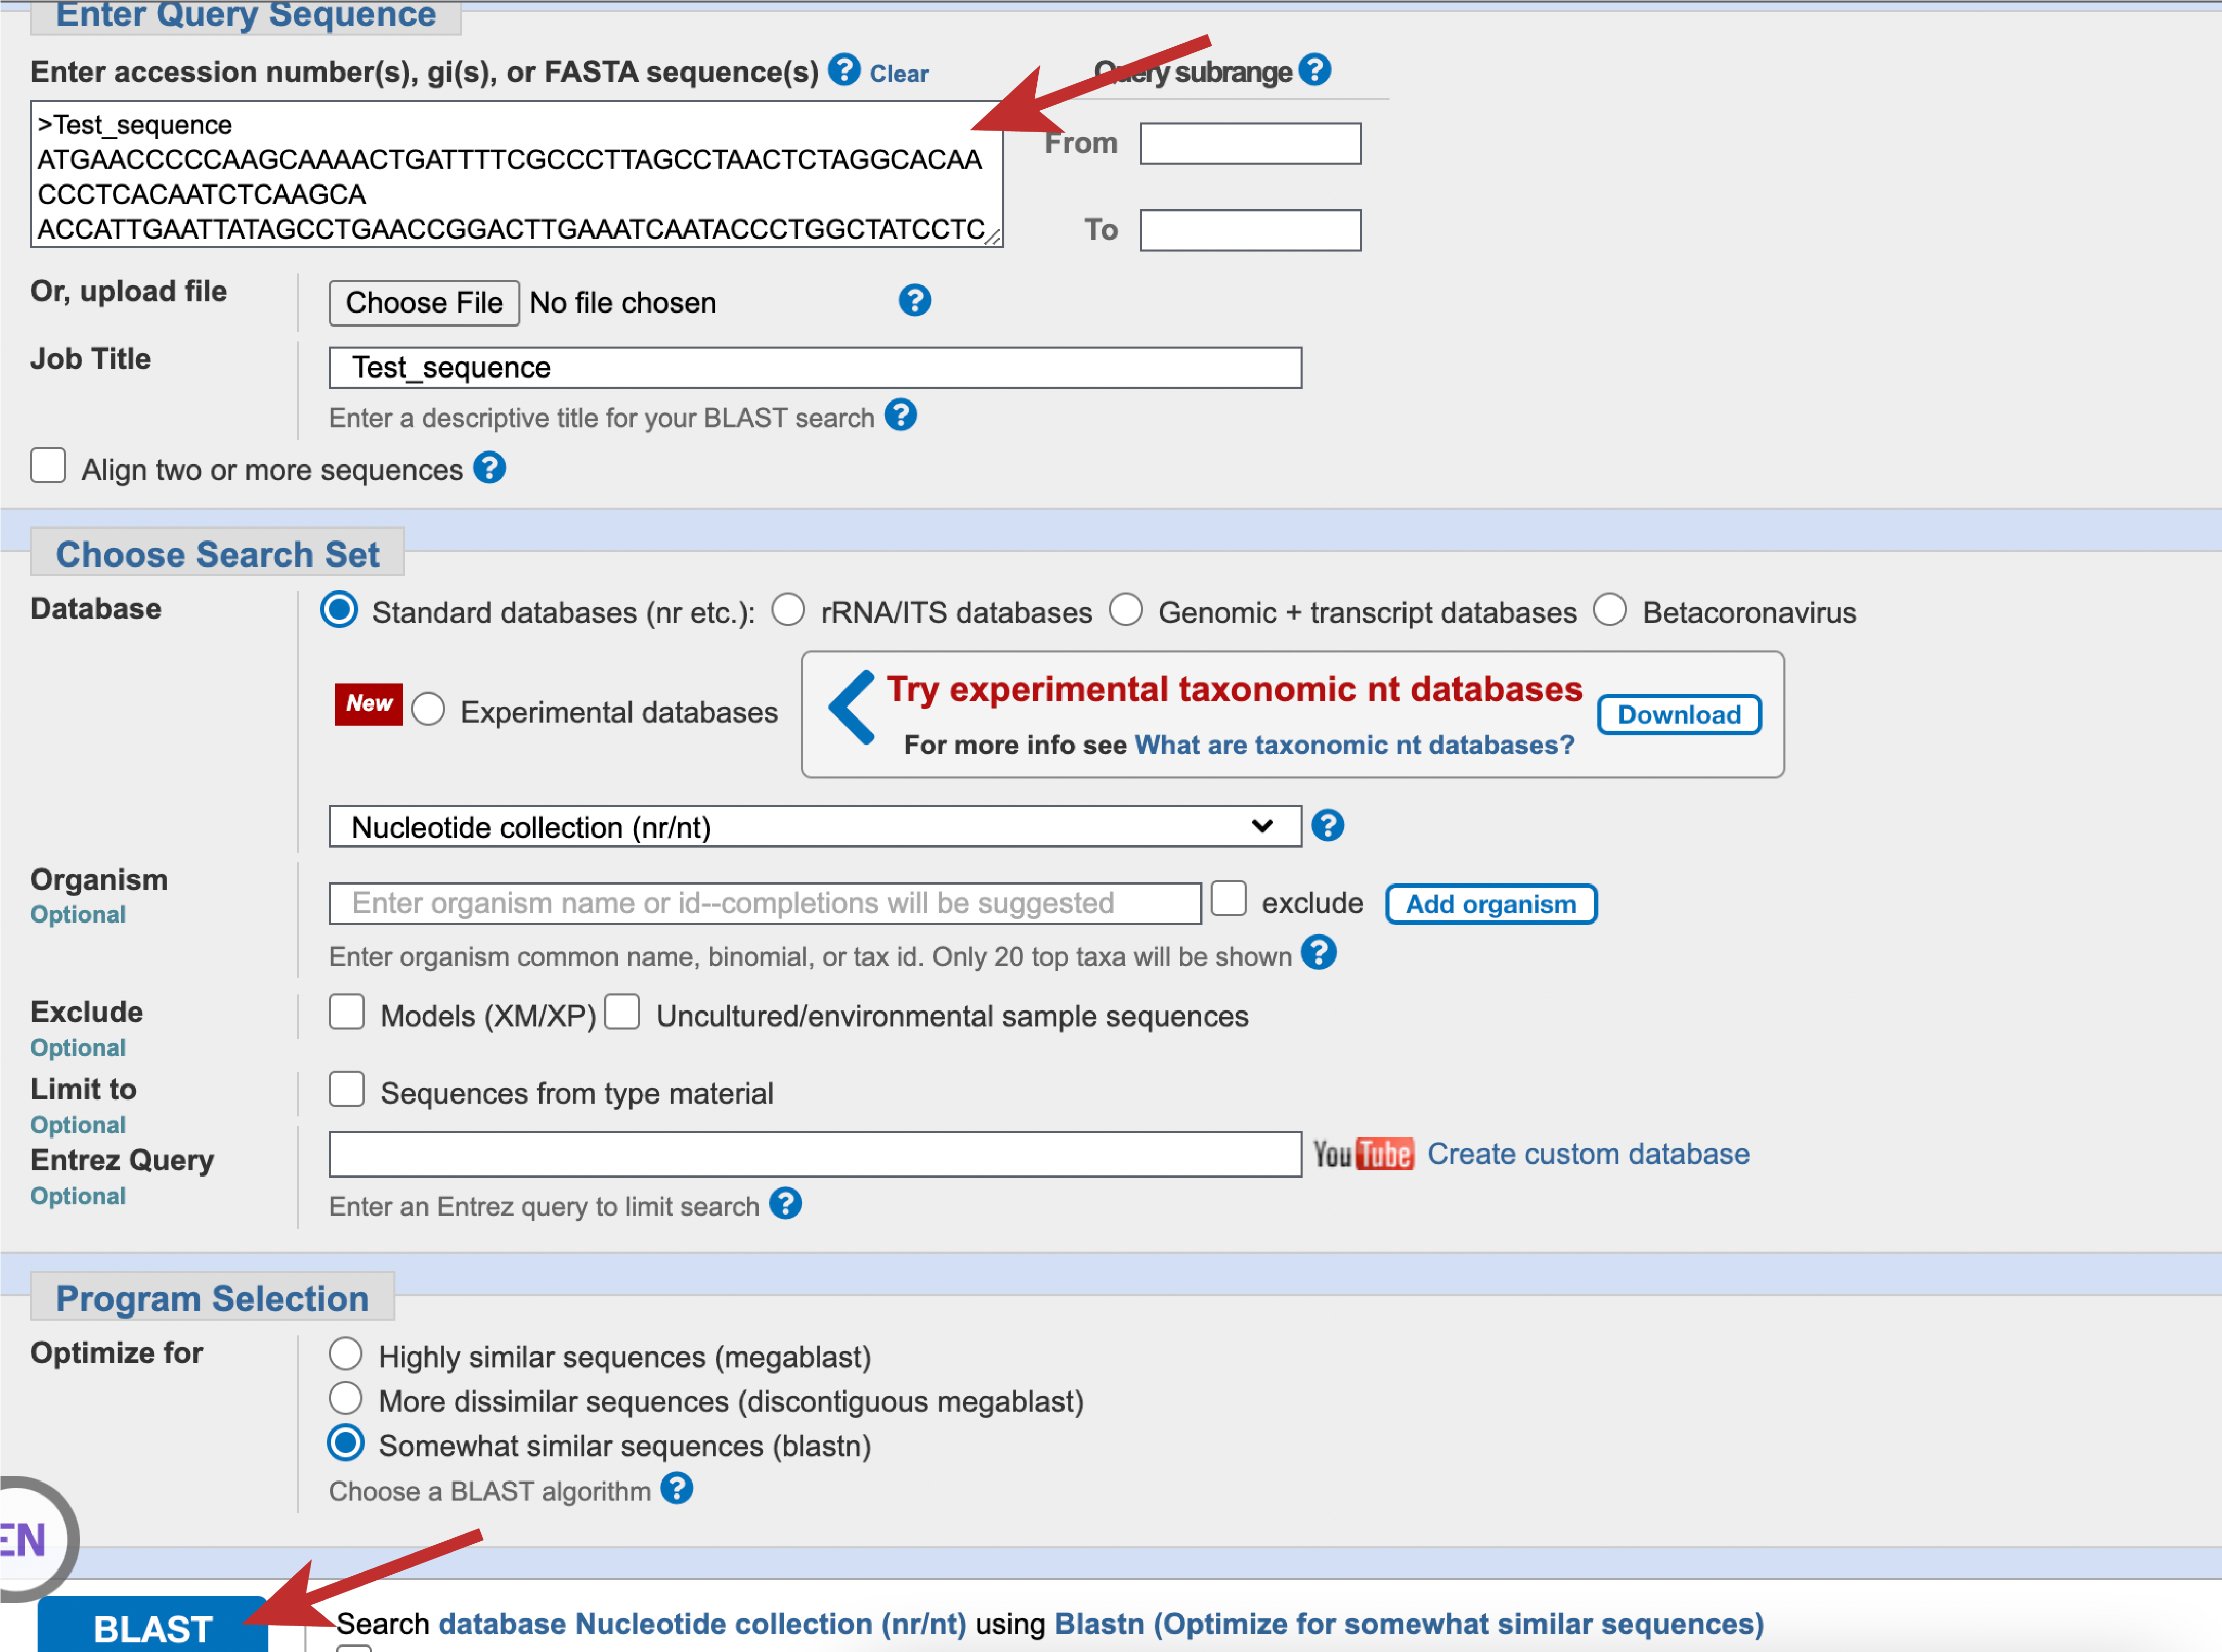 Enter Query Sequence
Enter accession number(s), gi(s), or FASTA sequence(s) ? Clear
Query subrange ?
>Test_sequence
ATGAACCCCCAAGCAAAACTGATTTTCGCCCTTAGCCTAACTCTAGGCACAA
CCCTCACAATCTCAAGCA
ACCATTGAATTATAGCCTGAACCGGACTTGAAATCAATACCCTGGCTATCCTC
From
To
Or, upload file
Choose File No file chosen ?
Job Title
Test_sequence
Enter a descriptive title for your BLAST search ?
Align two or more sequences ?
Choose Search Set
Database
Standard databases (nr etc.): rRNA/ITS databases Genomic + transcript databases Betacoronavirus
New Experimental databases
Try experimental taxonomic nt databases
For more info see What are taxonomic nt databases?
Download
Nucleotide collection (nr/nt) ?
Organism
Optional
Enter organism name or id--completions will be suggested exclude Add organism
Enter organism common name, binomial, or tax id. Only 20 top taxa will be shown ?
Exclude
Optional
Models (XM/XP) Uncultured/environmental sample sequences
Limit to
Optional
Sequences from type material
Entrez Query
Optional
YouTube Create custom database
Enter an Entrez query to limit search ?
Program Selection
Optimize for
Highly similar sequences (megablast)
More dissimilar sequences (discontiguous megablast)
Somewhat similar sequences (blastn)
Choose a BLAST algorithm ?
EN
BLAST
Search database Nucleotide collection (nr/nt) using Blastn (Optimize for somewhat similar sequences)